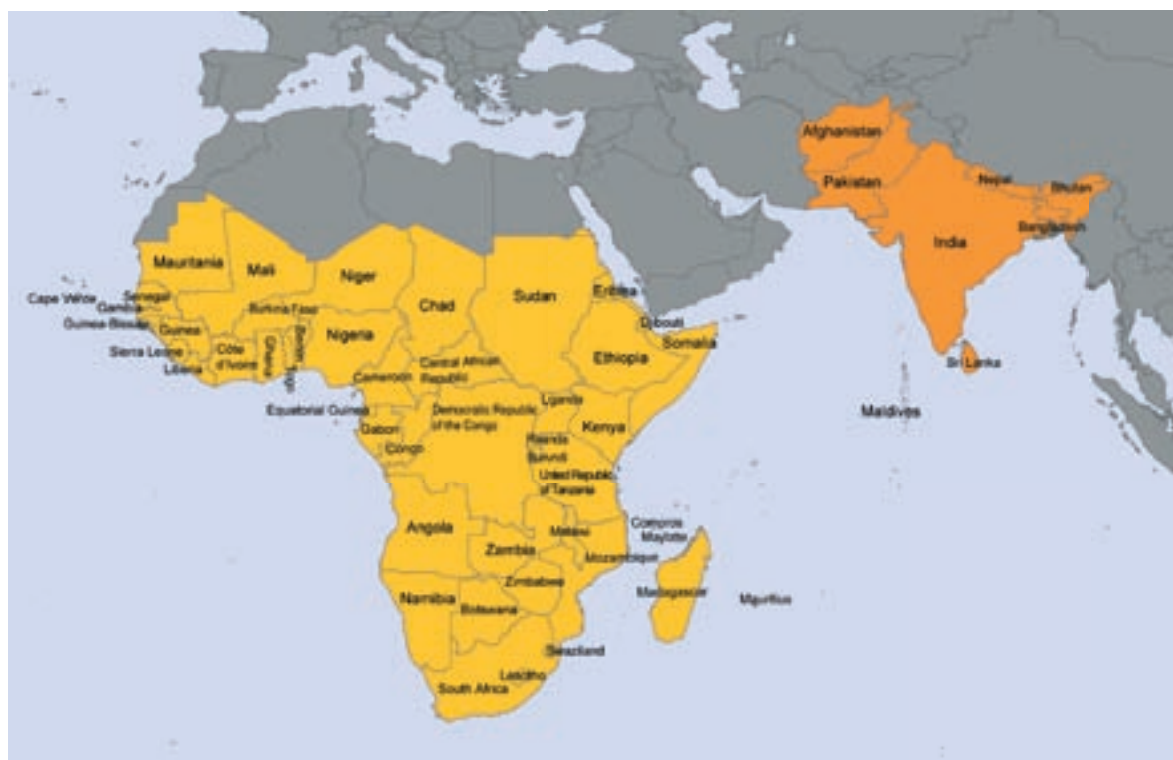 Afghanistan
Pakistan
Nepal
Bhutan
Bangladesh
India
Sri Lanka
Maldives
Mauritania
Mali
Niger
Chad
Sudan
Eritrea
Djibouti
Somalia
Ethiopia
Cape Verde
Senegal
Gambia
Guinea-Bissau
Guinea
Sierra Leone
Liberia
Côte
d'Ivoire
Burkina Faso
Ghana
Togo
Benin
Nigeria
Cameroon
Central African
Republic
Equatorial Guinea
Gabon
Congo
Democratic Republic
of the Congo
Uganda
Kenya
Rwanda
Burundi
United Republic
of Tanzania
Angola
Zambia
Malawi
Mozambique
Compros
Mayotte
Madagascar
Mauritius
Zimbabwe
Namibia
Botswana
Swaziland
Lesotho
South Africa